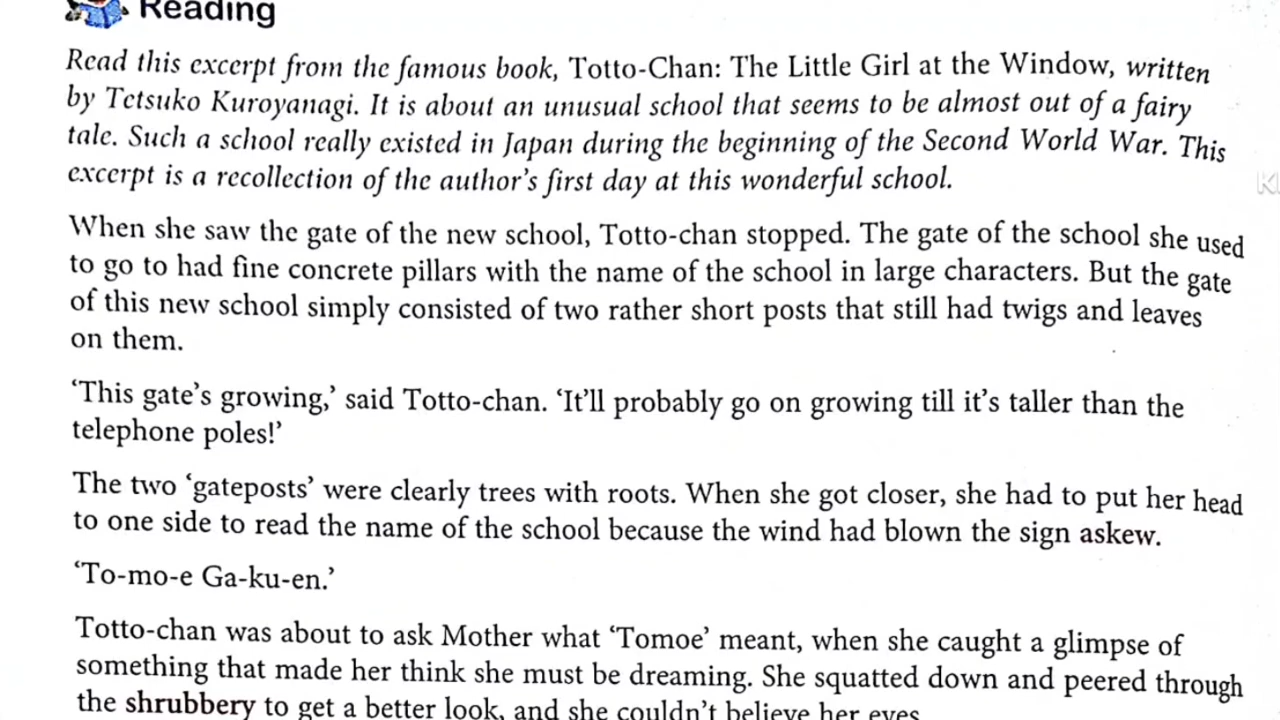 Reading
Read this excerpt from the famous book, Totto-Chan: The Little Girl at the Window, written
by Tetsuko Kuroyanagi. It is about an unusual school that seems to be almost out of a fairy
tale. Such a school really existed in Japan during the beginning of the Second World War. This
excerpt is a recollection of the author's first day at this wonderful school.
When she saw the gate of the new school, Totto-chan stopped. The gate of the school she used
to go to had fine concrete pillars with the name of the school in large characters. But the gate
of this new school simply consisted of two rather short posts that still had twigs and leaves
on them.
‘This gate's growing,’ said Totto-chan. ‘It'll probably go on growing till it's taller than the
telephone poles!’
The two ‘gateposts’ were clearly trees with roots. When she got closer, she had to put her head
to one side to read the name of the school because the wind had blown the sign askew.
‘To-mo-e Ga-ku-en.’
Totto-chan was about to ask Mother what ‘Tomoe’ meant, when she caught a glimpse of
something that made her think she must be dreaming. She squatted down and peered through
the shrubbery to get a better look, and she couldn't believe her eyes.